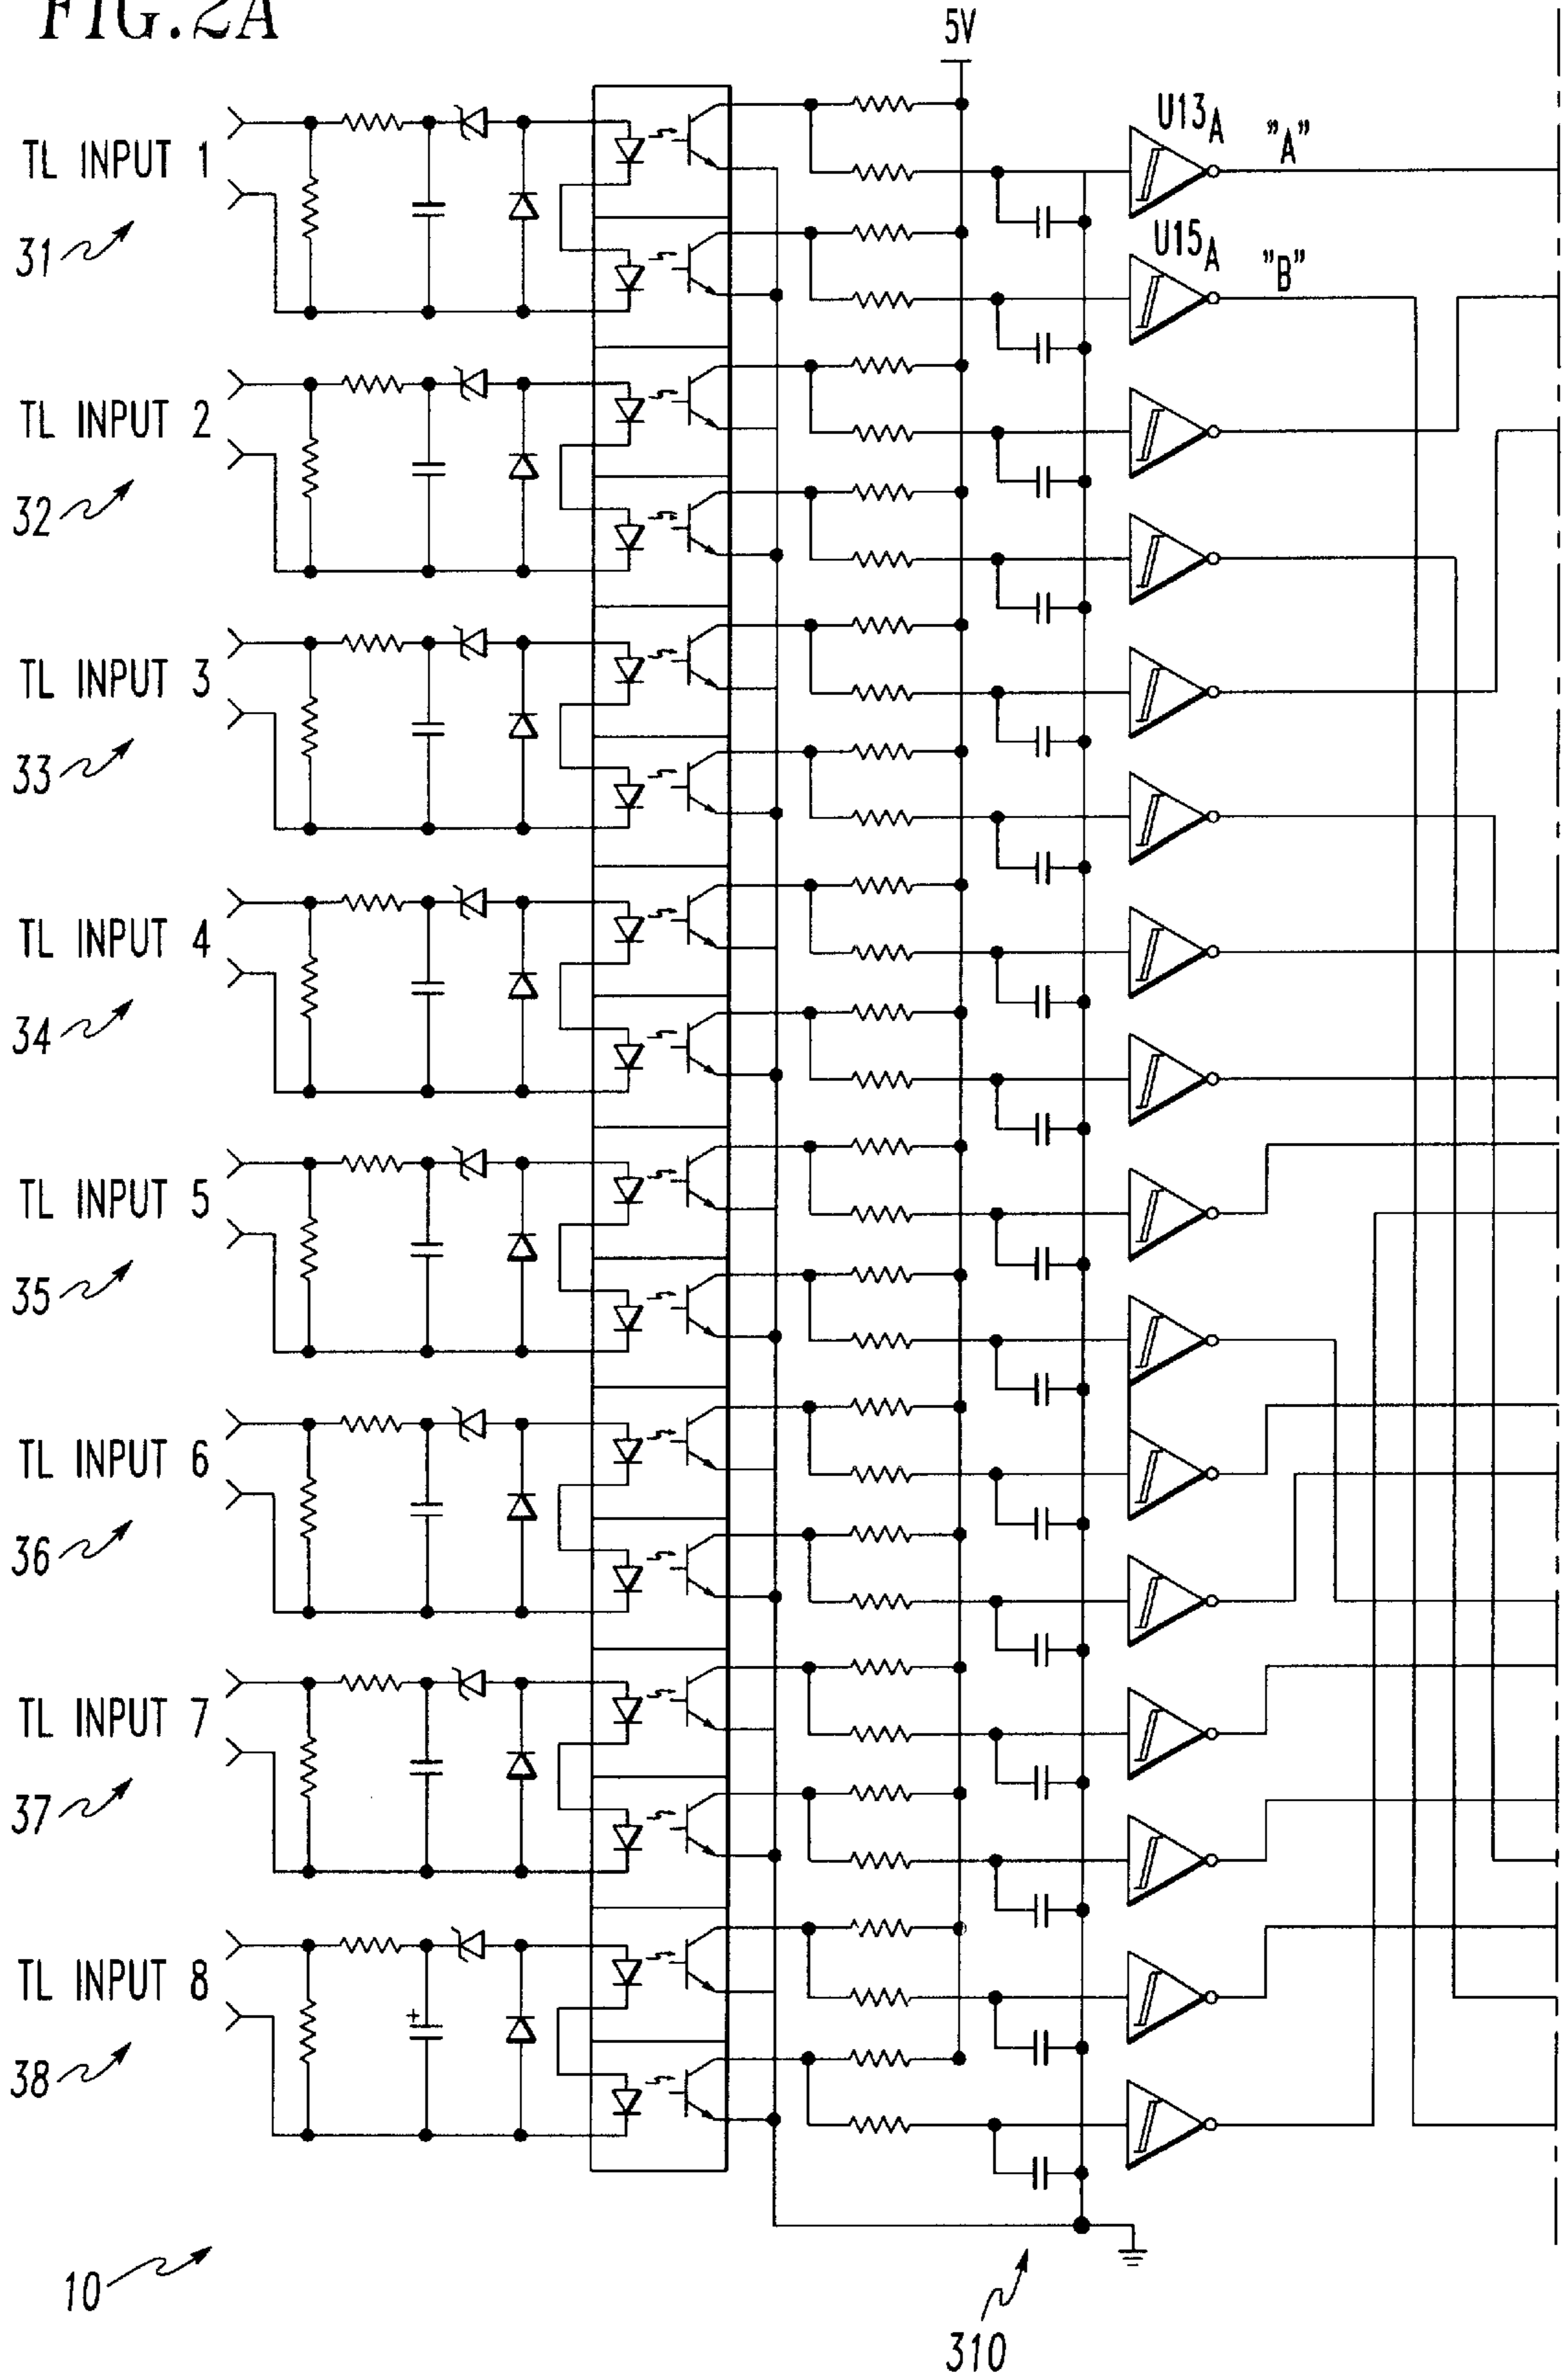 FIG.2A
5V
U13A "A"
TL INPUT 1
31
U15A "B"
TL INPUT 2
32
TL INPUT 3
33
TL INPUT 4
34
TL INPUT 5
35
TL INPUT 6
36
TL INPUT 7
37
TL INPUT 8
+
38
10
310